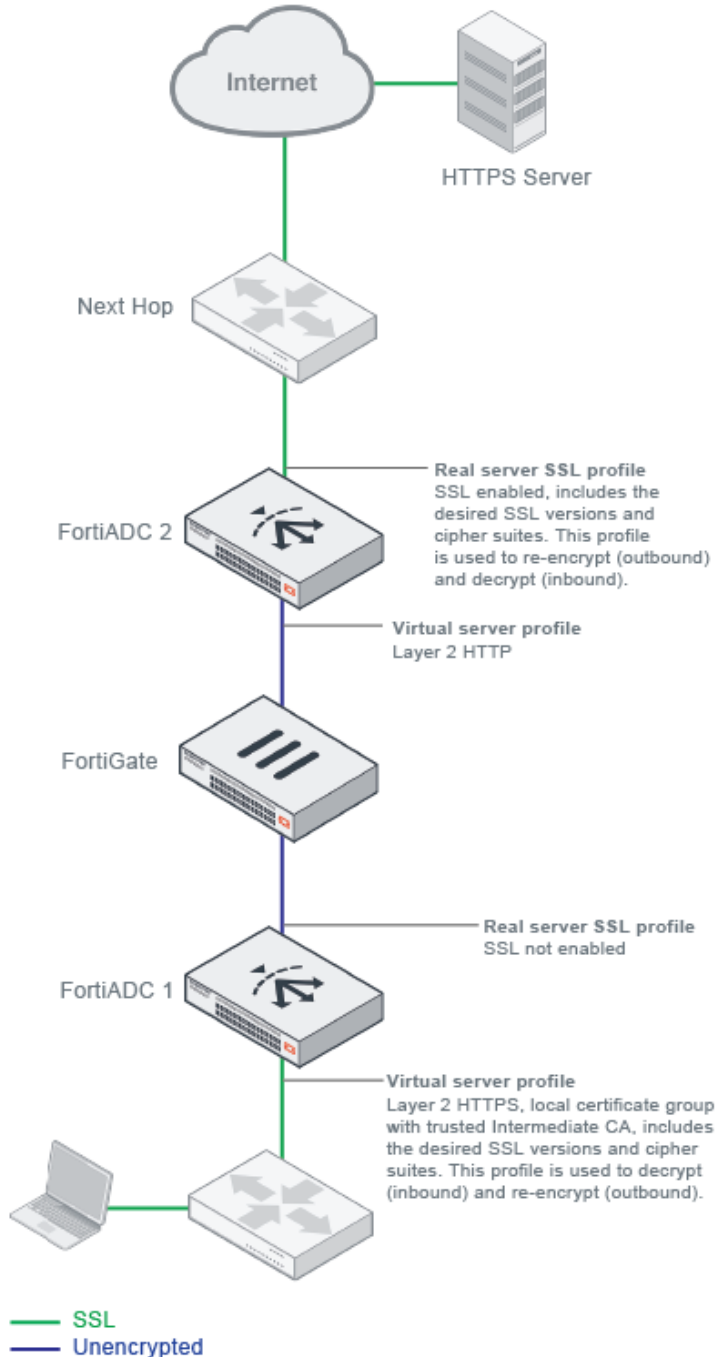 Internet
HTTPS Server
Next Hop
Real server SSL profile
SSL enabled, includes the
desired SSL versions and
cipher suites. This profile
is used to re-encrypt (outbound)
and decrypt (inbound).
FortiADC 2
Virtual server profile
Layer 2 HTTP
FortiGate
Real server SSL profile
SSL not enabled
FortiADC 1
Virtual server profile
Layer 2 HTTPS, local certificate group
with trusted Intermediate CA, includes
the desired SSL versions and cipher
suites. This profile is used to decrypt
(inbound) and re-encrypt (outbound).
SSL
Unencrypted